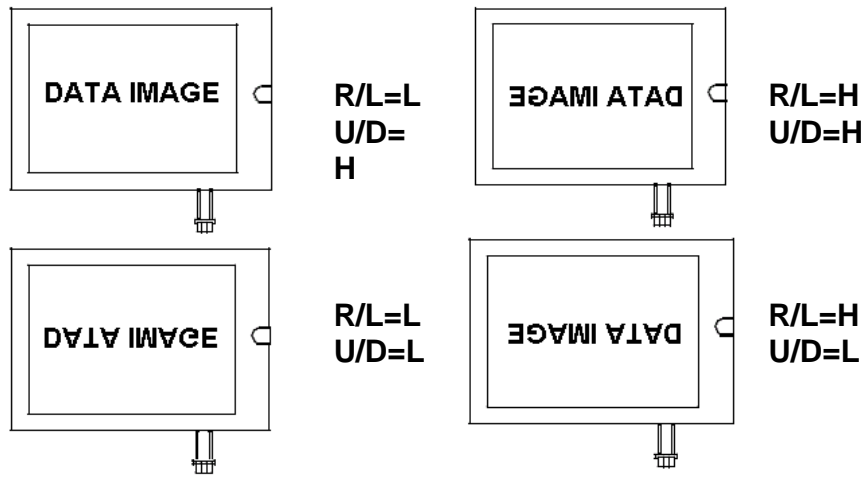 DATA IMAGE
R/L=L
U/D=
H
DATA IMAGE
R/L=H
U/D=H
DATA IMAGE
R/L=L
U/D=L
DATA IMAGE
R/L=H
U/D=L